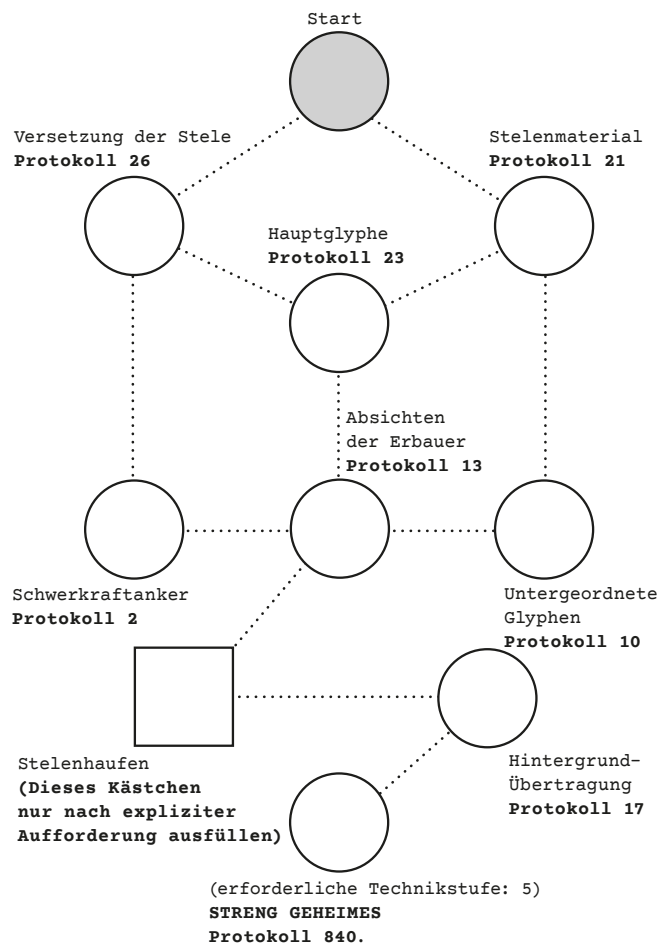 Start
Versetzung der Stele
Protokoll 26
Stelenmaterial
Protokoll 21
Hauptglyphe
Protokoll 23
Absichten
der Erbauer
Protokoll 13
Schwerkraftanker
Protokoll 2
Untergeordnete
Glyphen
Protokoll 10
Stelenhaufen
(Dieses Kästchen
nur nach expliziter
Aufforderung ausfüllen)
Hintergrund-
Übertragung
Protokoll 17
(erforderliche Technikstufe: 5)
STRENG GEHEIMES
Protokoll 840.